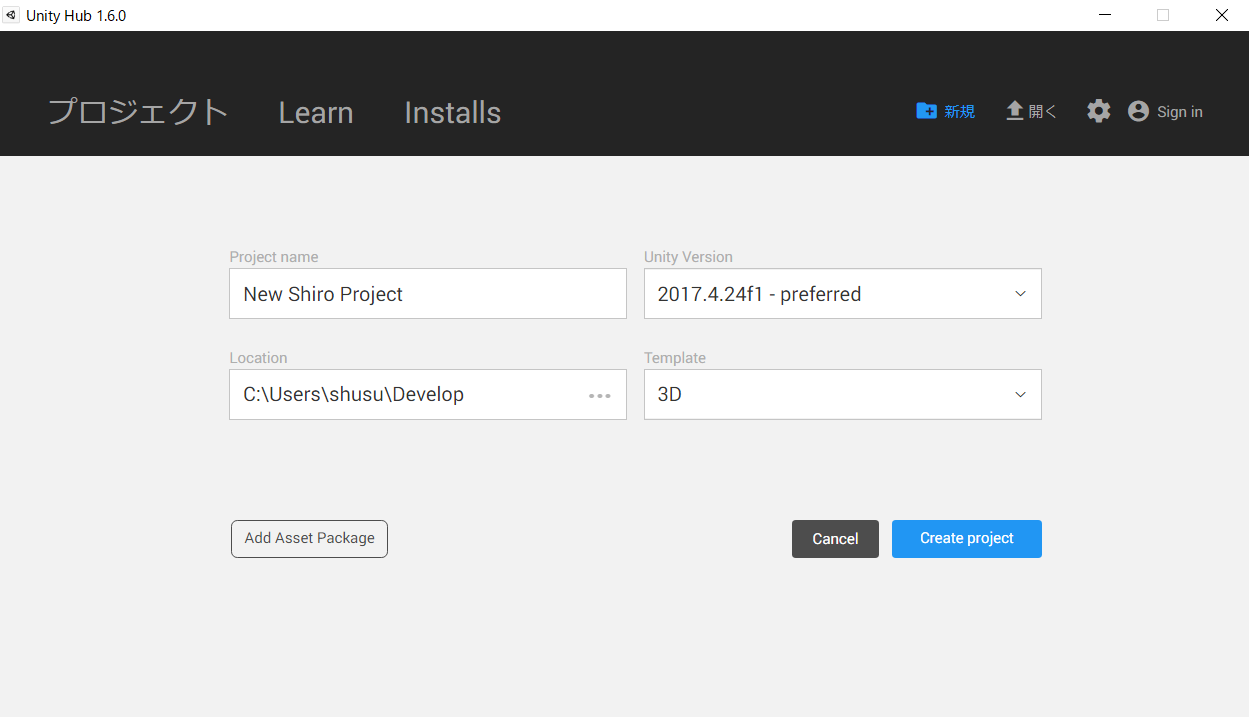 Unity Hub 1.6.0
プロジェクト Learn Installs 新規 開く Sign in
Project name Unity Version
New Shiro Project 2017.4.24f1 - preferred
Location Template
C:\Users\shusu\Develop ••• 3D
Add Asset Package Cancel Create project